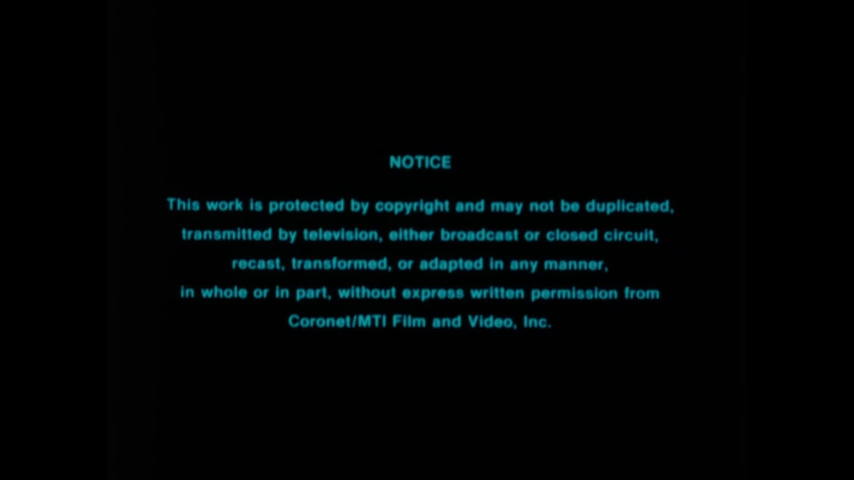 NOTICE
This work is protected by copyright and may not be duplicated,
transmitted by television, either broadcast or closed circuit,
recast, transformed, or adapted in any manner,
in whole or in part, without express written permission from
Coronet/MTI Film and Video, Inc.